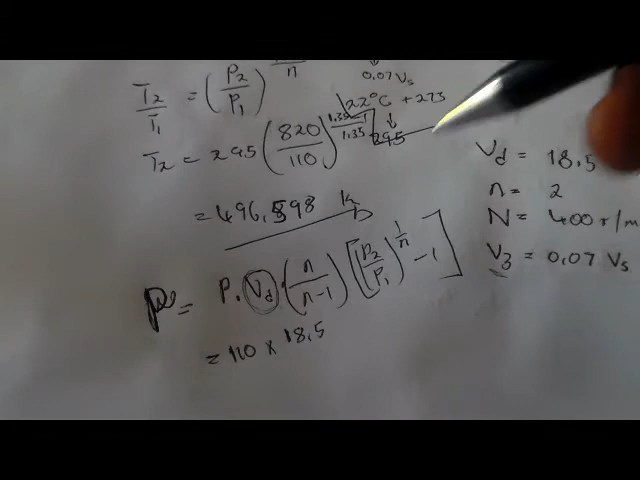 0.07 Vs
T2/T1 = (P2/P1)^ /n
22°C + 273
T2 = 295 (820/110)^1.35-1/1.35 295
= 496,598 k
P = P. Vd . (n/n-1) [(P2/P1)^1/n - 1]
= 110 x 18.5
Vd = 18.5
n = 2
N = 400 r/m
V3 = 0.07 Vs